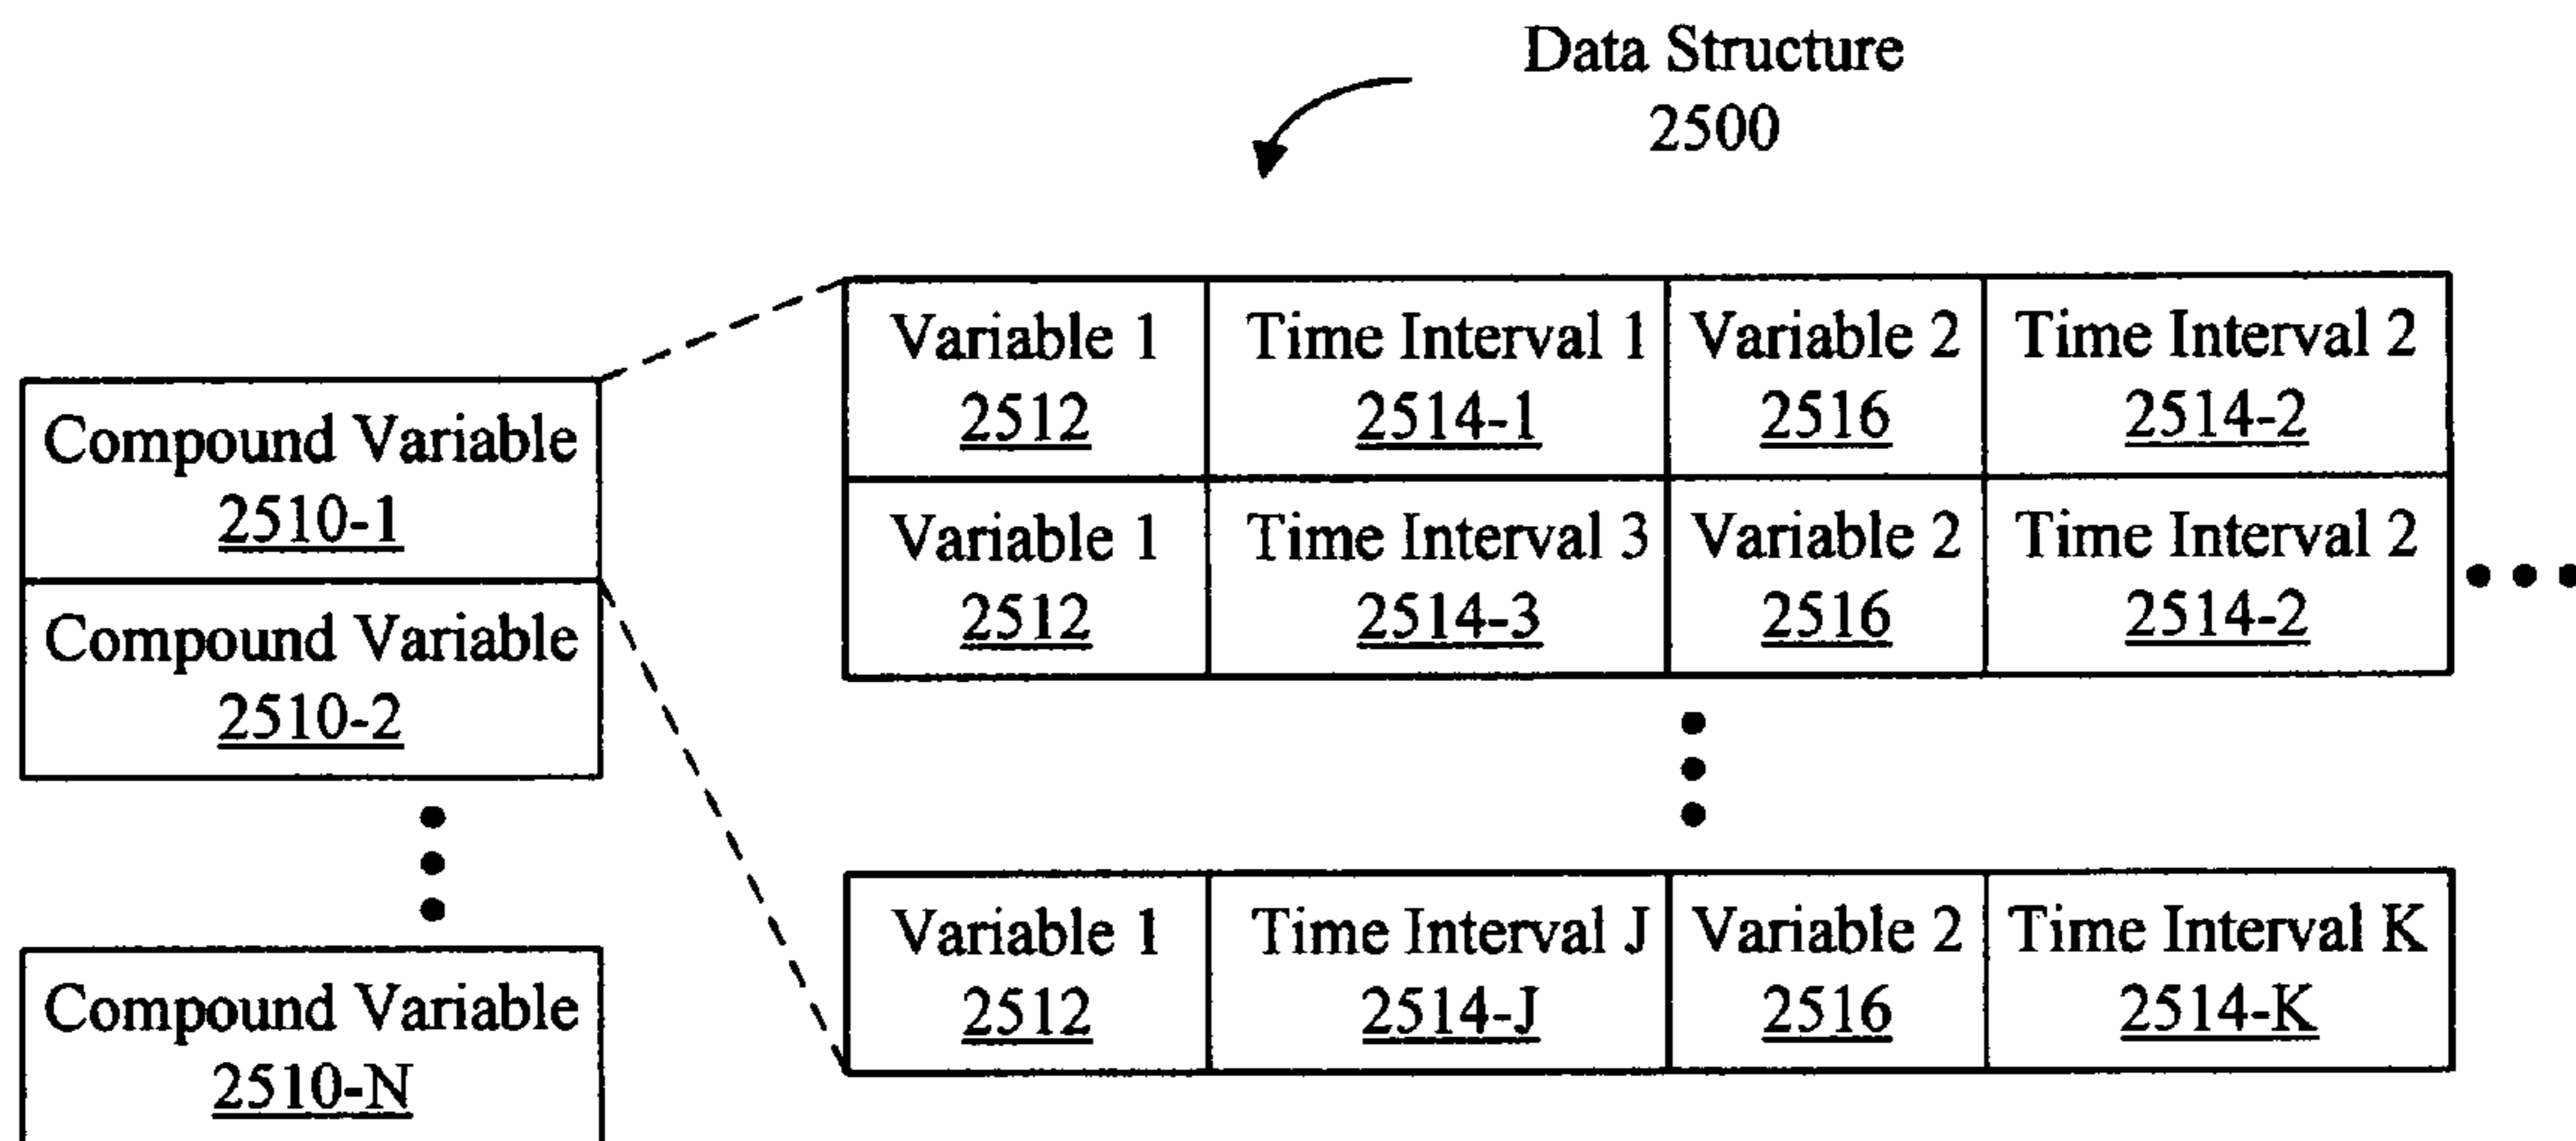 Data Structure
2500
Compound Variable
2510-1
Compound Variable
2510-2
Compound Variable
2510-N
Variable 1 Time Interval 1 Variable 2 Time Interval 2
2512 2514-1 2516 2514-2
Variable 1 Time Interval 3 Variable 2 Time Interval 2
2512 2514-3 2516 2514-2
Variable 1 Time Interval J Variable 2 Time Interval K
2512 2514-J 2516 2514-K